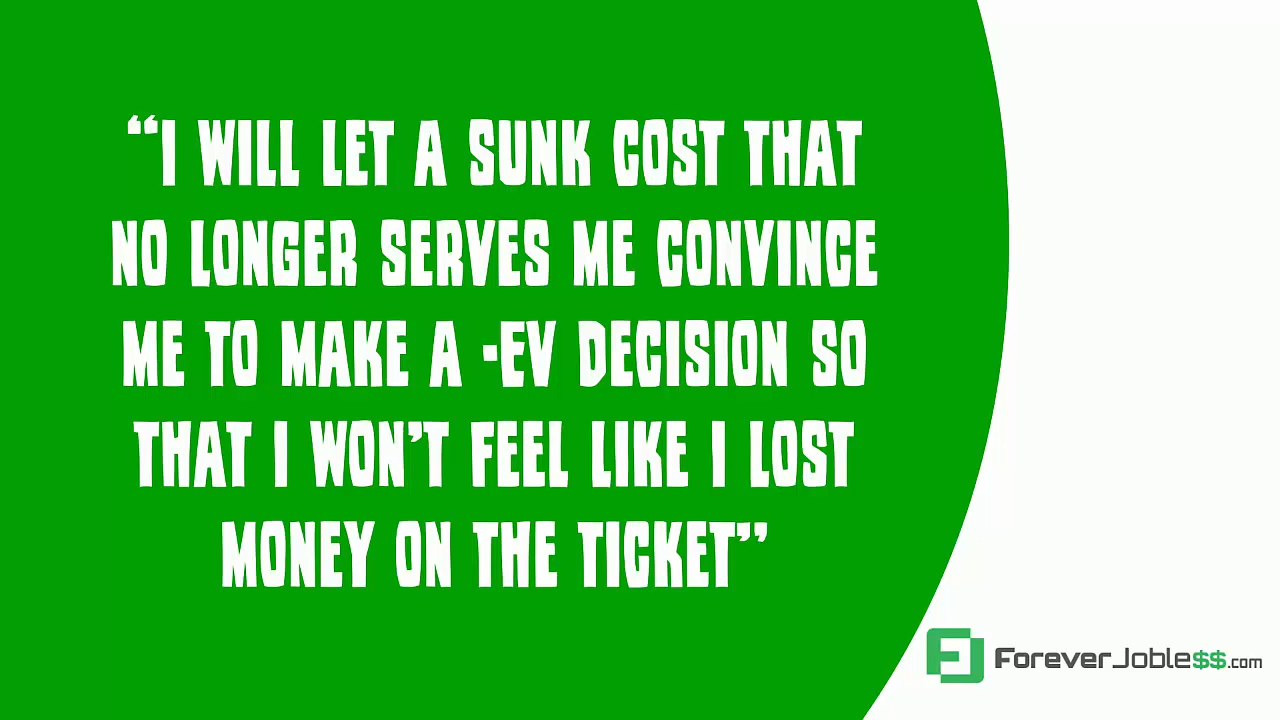 “I WILL LET A SUNK COST THAT
NO LONGER SERVES ME CONVINCE
ME TO MAKE A -EV DECISION SO
THAT I WON’T FEEL LIKE I LOST
MONEY ON THE TICKET”
ForeverJoble$$.com